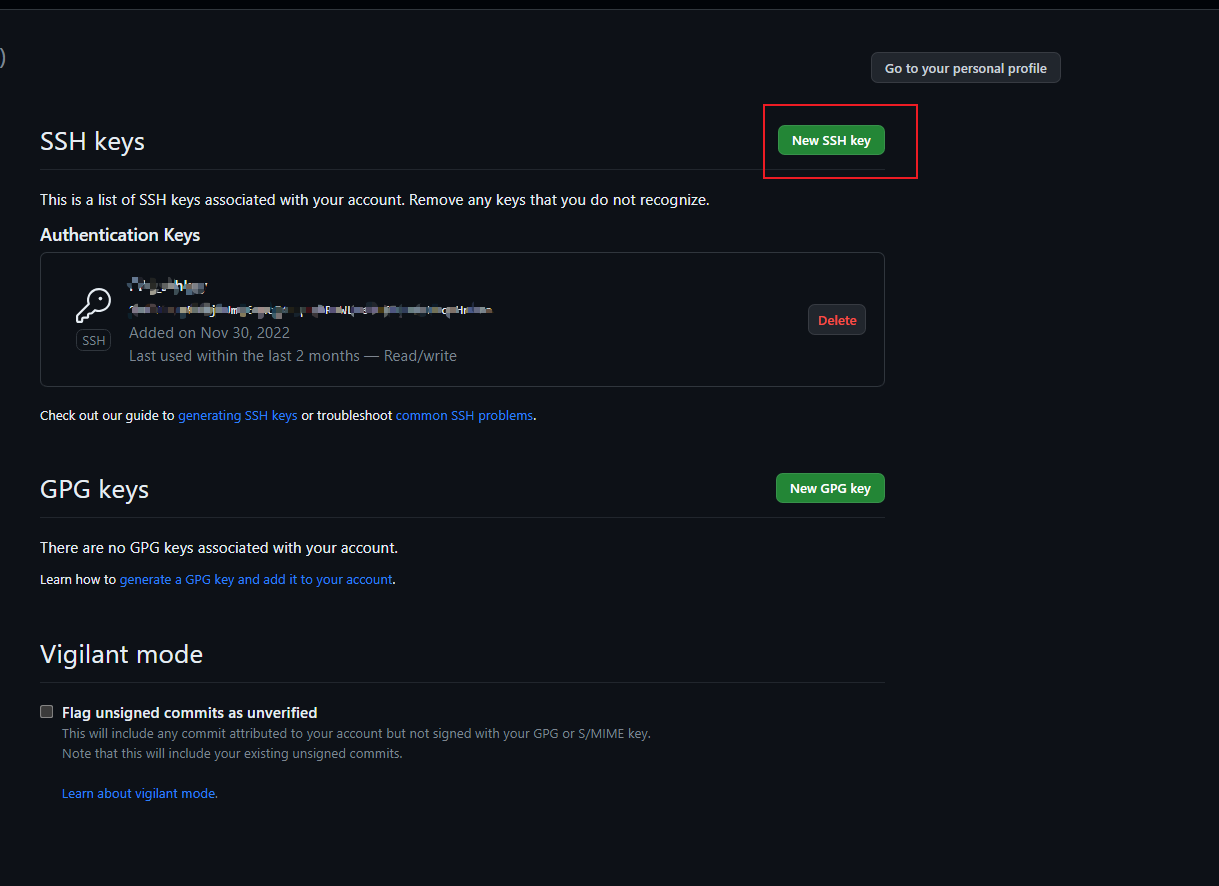 )
Go to your personal profile
SSH keys
New SSH key
This is a list of SSH keys associated with your account. Remove any keys that you do not recognize.
Authentication Keys
SSH
Added on Nov 30, 2022
Last used within the last 2 months — Read/write
Delete
Check out our guide to generating SSH keys or troubleshoot common SSH problems.
GPG keys
New GPG key
There are no GPG keys associated with your account.
Learn how to generate a GPG key and add it to your account.
Vigilant mode
Flag unsigned commits as unverified
This will include any commit attributed to your account but not signed with your GPG or S/MIME key.
Note that this will include your existing unsigned commits.
Learn about vigilant mode.